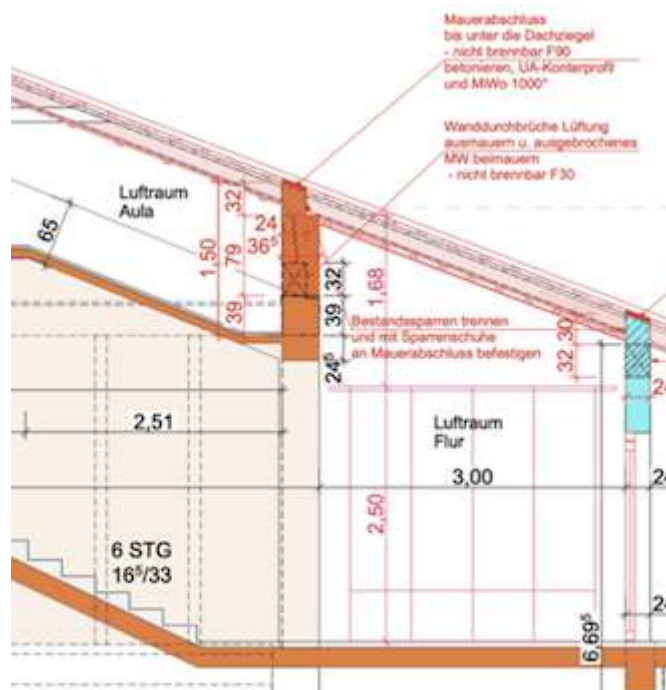 Mauerabschluss
bis unter die Dachziegel
- nicht brennbar F90
betonieren, UA-Konterprofil
und MiWo 1000°
Wanddurchbrüche Lüftung
ausmauern u. ausgebrochenes
MW beimauern
- nicht brennbar F30
Luftraum
Aula
65
1,50
32
79
39
24
36⁵
32
39
24⁵
1,68
Bestandssparren trennen
und mit Sparrenschuhe
an Mauerabschluss befestigen
30
32
24
2,51
Luftraum
Flur
3,00
24
2,50
6 STG
16⁵/33
24
6,69⁵